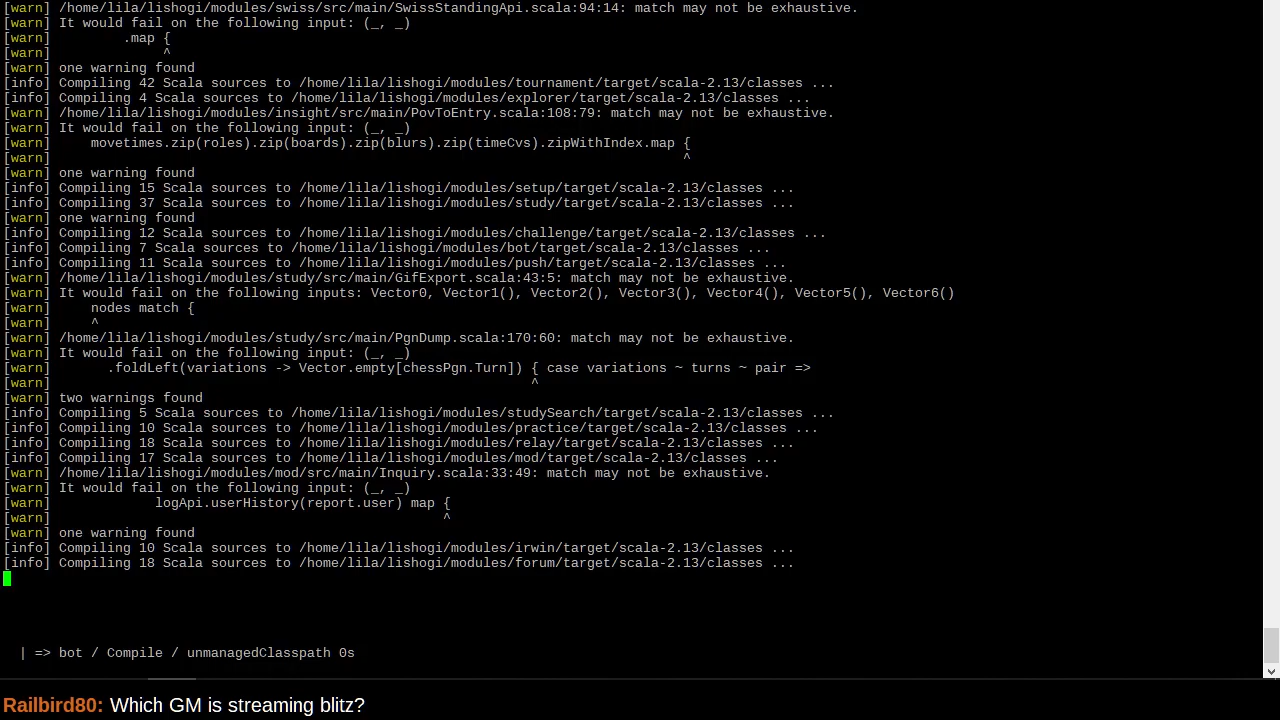 [warn] /home/lila/lishogi/modules/swiss/src/main/SwissStandingApi.scala:94:14: match may not be exhaustive.
[warn] It would fail on the following input: (_, _)
[warn]         .map {
[warn]              ^
[warn] one warning found
[info] Compiling 42 Scala sources to /home/lila/lishogi/modules/tournament/target/scala-2.13/classes ...
[info] Compiling 4 Scala sources to /home/lila/lishogi/modules/explorer/target/scala-2.13/classes ...
[warn] /home/lila/lishogi/modules/insight/src/main/PovToEntry.scala:108:79: match may not be exhaustive.
[warn] It would fail on the following input: (_, _)
[warn]     movetimes.zip(roles).zip(boards).zip(blurs).zip(timeCvs).zipWithIndex.map {
[warn]                                                                               ^
[warn] one warning found
[info] Compiling 15 Scala sources to /home/lila/lishogi/modules/setup/target/scala-2.13/classes ...
[info] Compiling 37 Scala sources to /home/lila/lishogi/modules/study/target/scala-2.13/classes ...
[warn] one warning found
[info] Compiling 12 Scala sources to /home/lila/lishogi/modules/challenge/target/scala-2.13/classes ...
[info] Compiling 7 Scala sources to /home/lila/lishogi/modules/bot/target/scala-2.13/classes ...
[info] Compiling 11 Scala sources to /home/lila/lishogi/modules/push/target/scala-2.13/classes ...
[warn] /home/lila/lishogi/modules/study/src/main/GifExport.scala:43:5: match may not be exhaustive.
[warn] It would fail on the following inputs: Vector0, Vector1(), Vector2(), Vector3(), Vector4(), Vector5(), Vector6()
[warn]     nodes match {
[warn]     ^
[warn] /home/lila/lishogi/modules/study/src/main/PgnDump.scala:170:60: match may not be exhaustive.
[warn] It would fail on the following input: (_, _)
[warn]       .foldLeft(variations -> Vector.empty[chessPgn.Turn]) { case variations ~ turns ~ pair =>
[warn]                                                            ^
[warn] two warnings found
[info] Compiling 5 Scala sources to /home/lila/lishogi/modules/studySearch/target/scala-2.13/classes ...
[info] Compiling 10 Scala sources to /home/lila/lishogi/modules/practice/target/scala-2.13/classes ...
[info] Compiling 18 Scala sources to /home/lila/lishogi/modules/relay/target/scala-2.13/classes ...
[info] Compiling 17 Scala sources to /home/lila/lishogi/modules/mod/target/scala-2.13/classes ...
[warn] /home/lila/lishogi/modules/mod/src/main/Inquiry.scala:33:49: match may not be exhaustive.
[warn] It would fail on the following input: (_, _)
[warn]             logApi.userHistory(report.user) map {
[warn]                                                 ^
[warn] one warning found
[info] Compiling 10 Scala sources to /home/lila/lishogi/modules/irwin/target/scala-2.13/classes ...
[info] Compiling 18 Scala sources to /home/lila/lishogi/modules/forum/target/scala-2.13/classes ...
| => bot / Compile / unmanagedClasspath 0s
Railbird80: Which GM is streaming blitz?